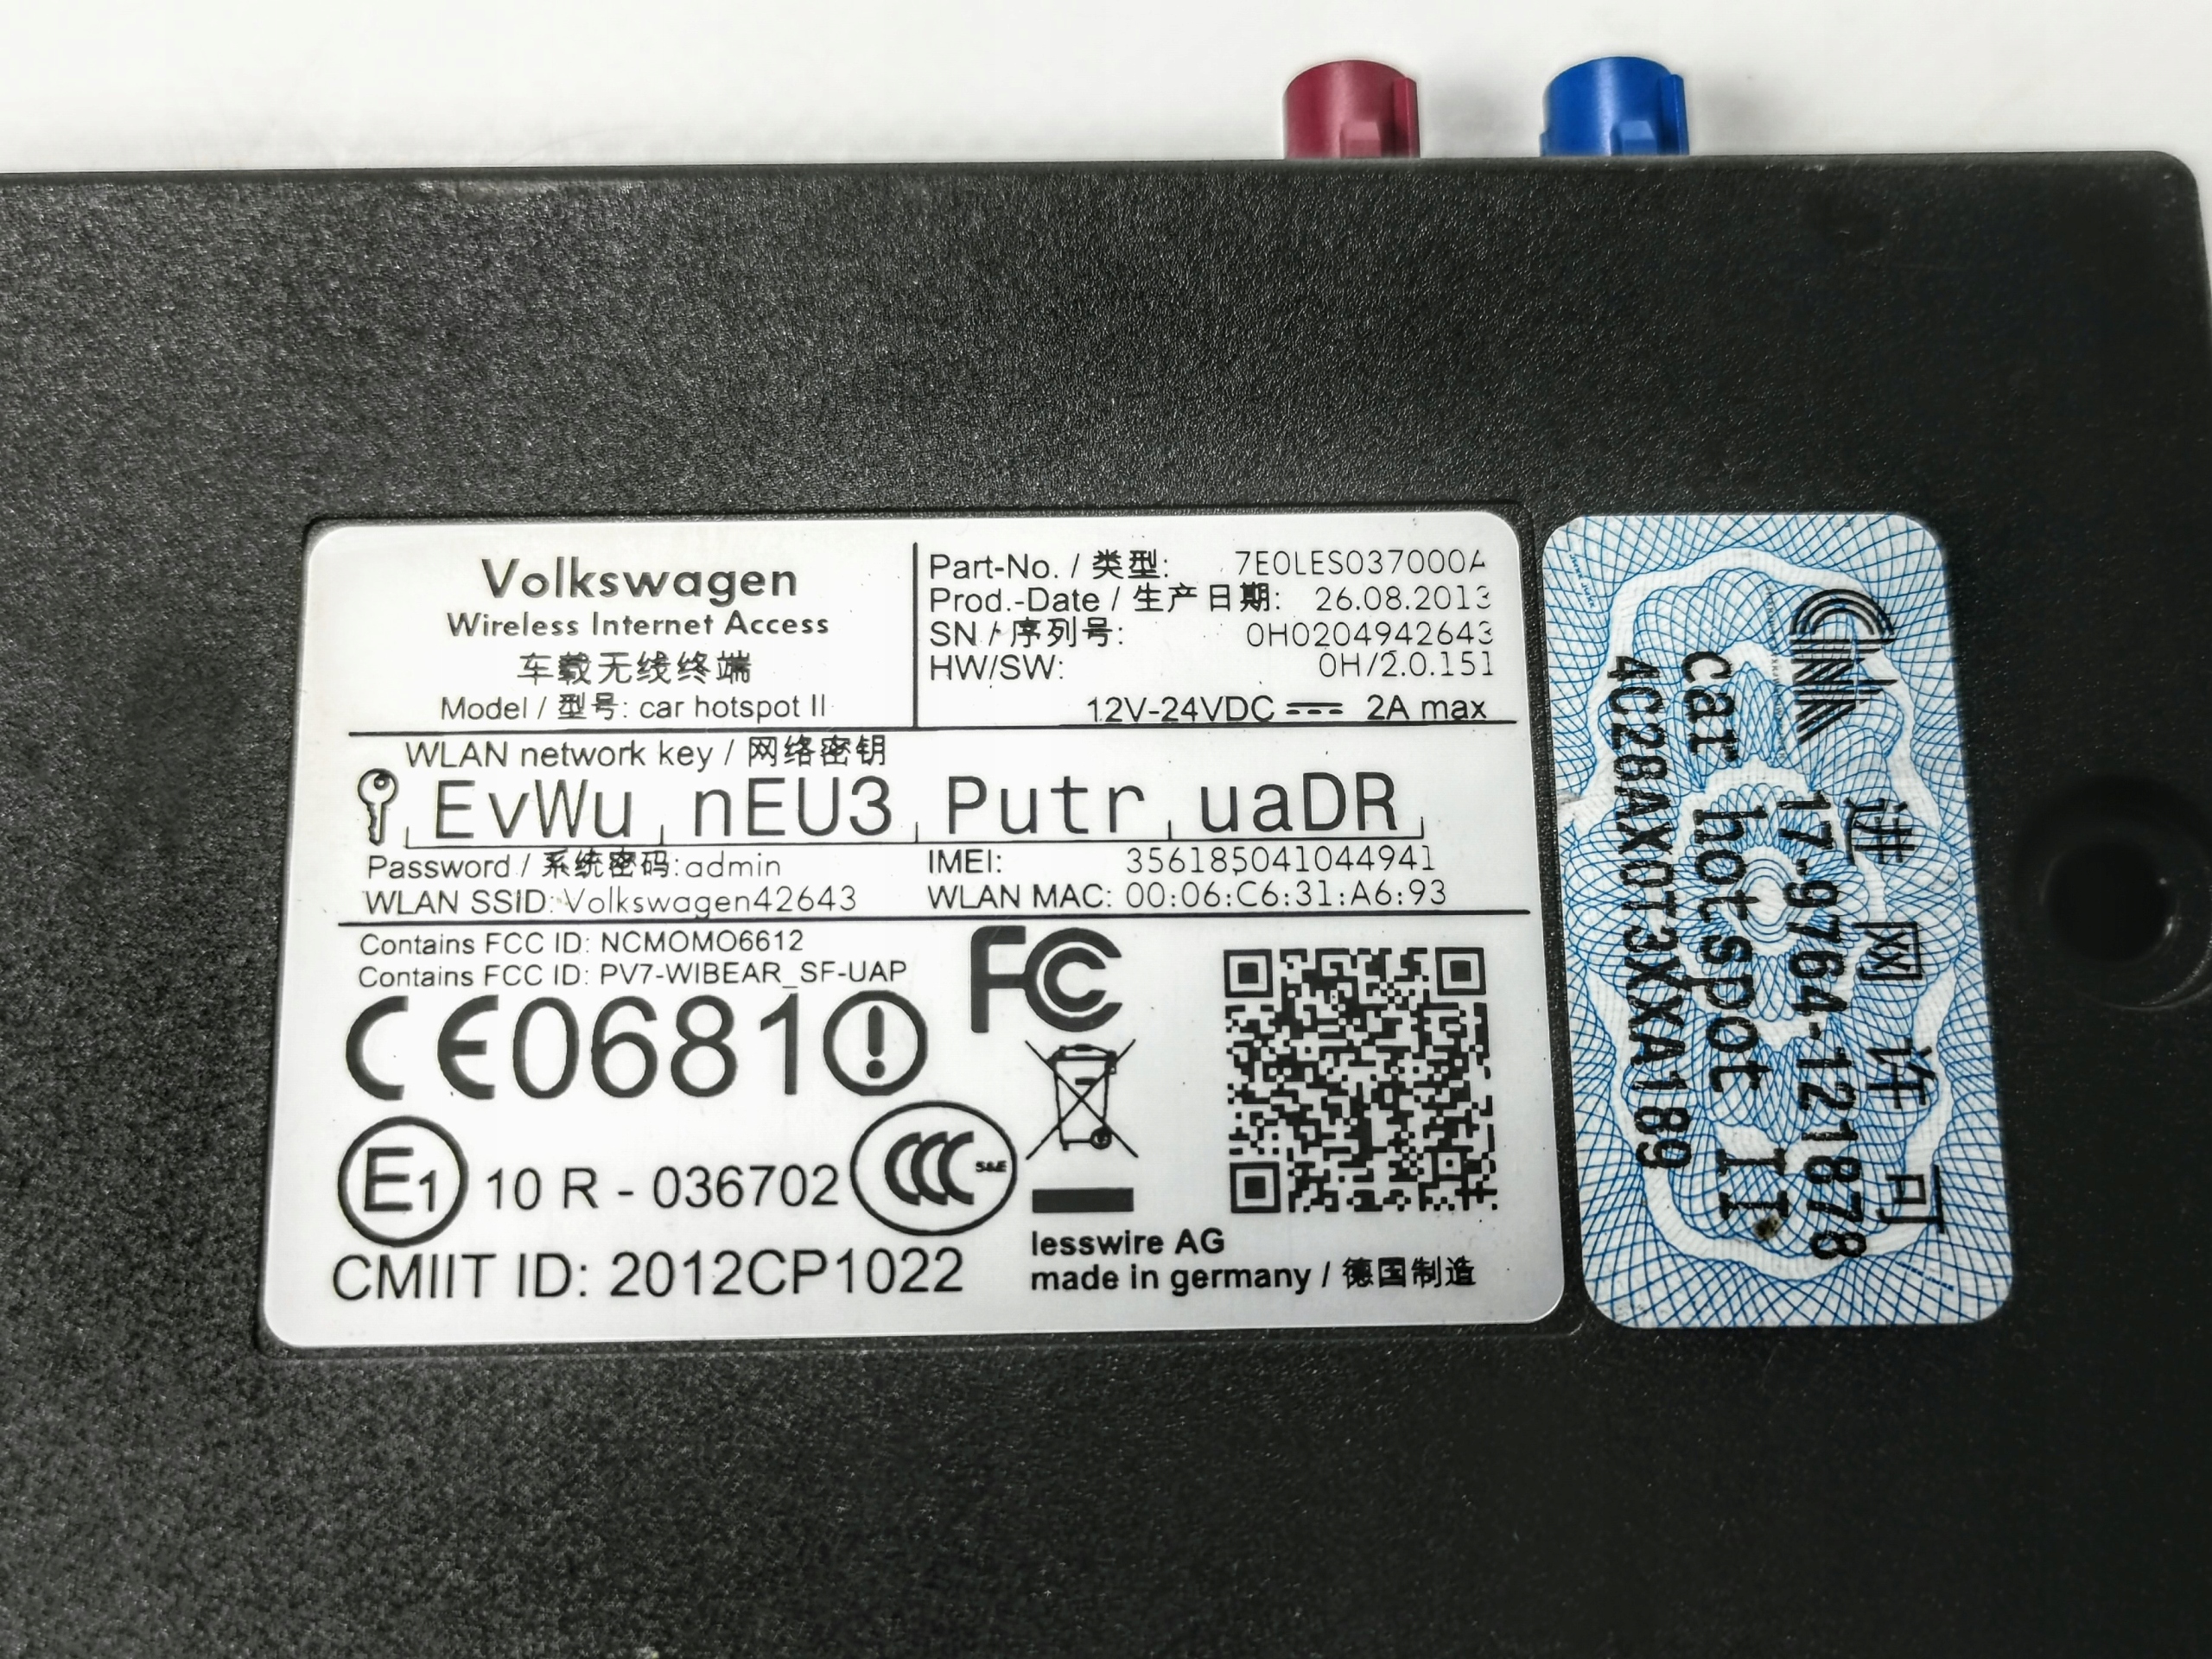 Volkswagen
Wireless Internet Access
车载无线终端
Model / 型号: car hotspot II
Part-No. / 类型: 7E0LES037000A
Prod.-Date / 生产日期: 26.08.2013
SN / 序列号: 0H0204942643
HW/SW: 0H/2.0.151
12V-24VDC 2A max
WLAN network key / 网络密钥
EvWu nEU3 Putr uaDR
Password / 系统密码:admin
WLAN SSID:Volkswagen42643
IMEI: 356185041044941
WLAN MAC: 00:06:C6:31:A6:93
Contains FCC ID: NCMOMO6612
Contains FCC ID: PV7-WIBEAR_SF-UAP
FC
CE0681
E1 10 R - 036702
CCC S&E
CMIIT ID: 2012CP1022
lesswire AG
made in germany / 德国制造
进网许可
17-9764-121878
car hotspot II
4C28AX0T3XXA189